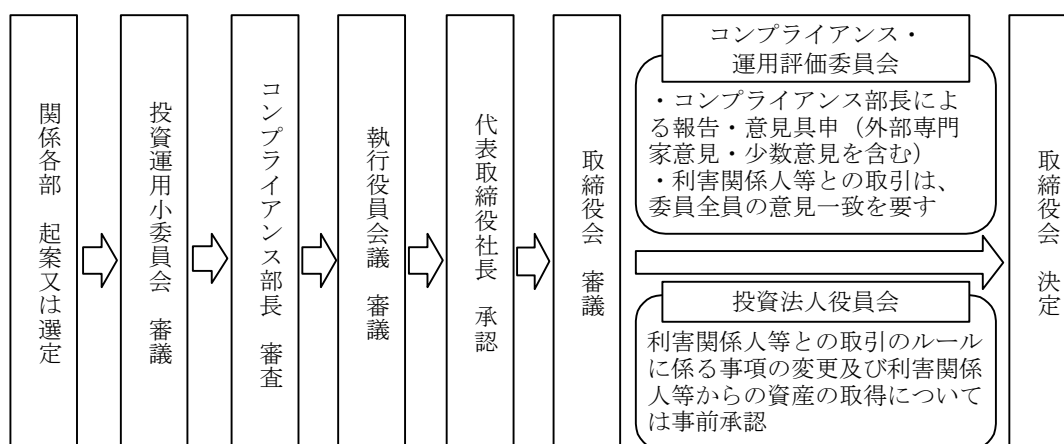 関係各部　起案又は選定
投資運用小委員会　審議
コンプライアンス部長　審査
執行役員会議　審議
代表取締役社長　承認
取締役会　審議
コンプライアンス・
運用評価委員会
・コンプライアンス部長によ
る報告・意見具申（外部専門
家意見・少数意見を含む）
・利害関係人等との取引は、
委員全員の意見一致を要す
投資法人役員会
利害関係人等との取引のルール
に係る事項の変更及び利害関係
人等からの資産の取得について
は事前承認
取締役会　決定